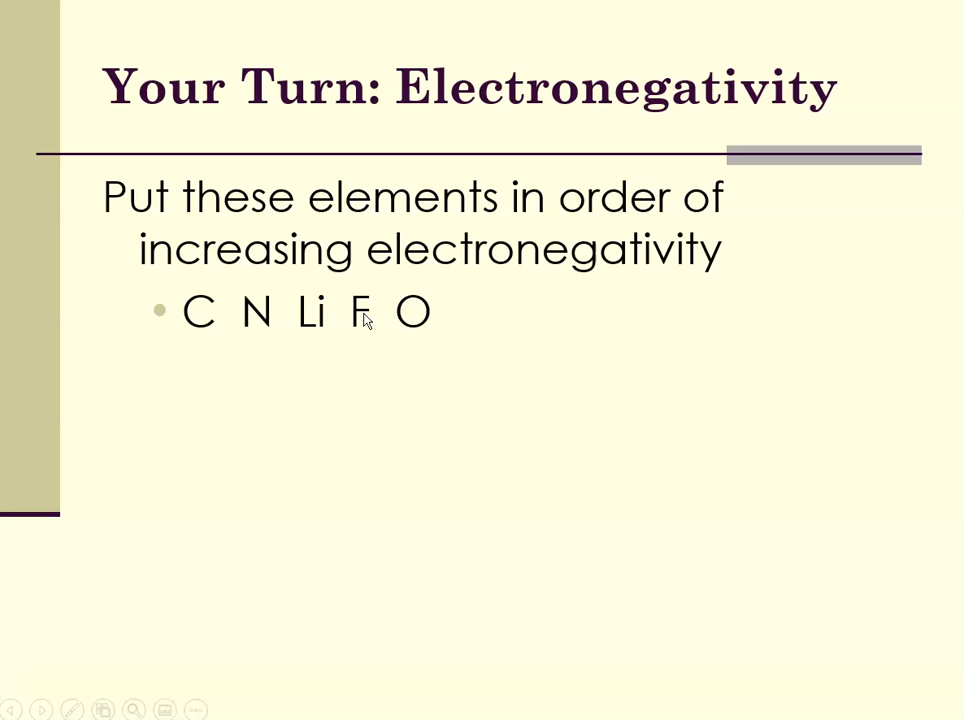 Your Turn: Electronegativity
Put these elements in order of
increasing electronegativity
• C N Li F O